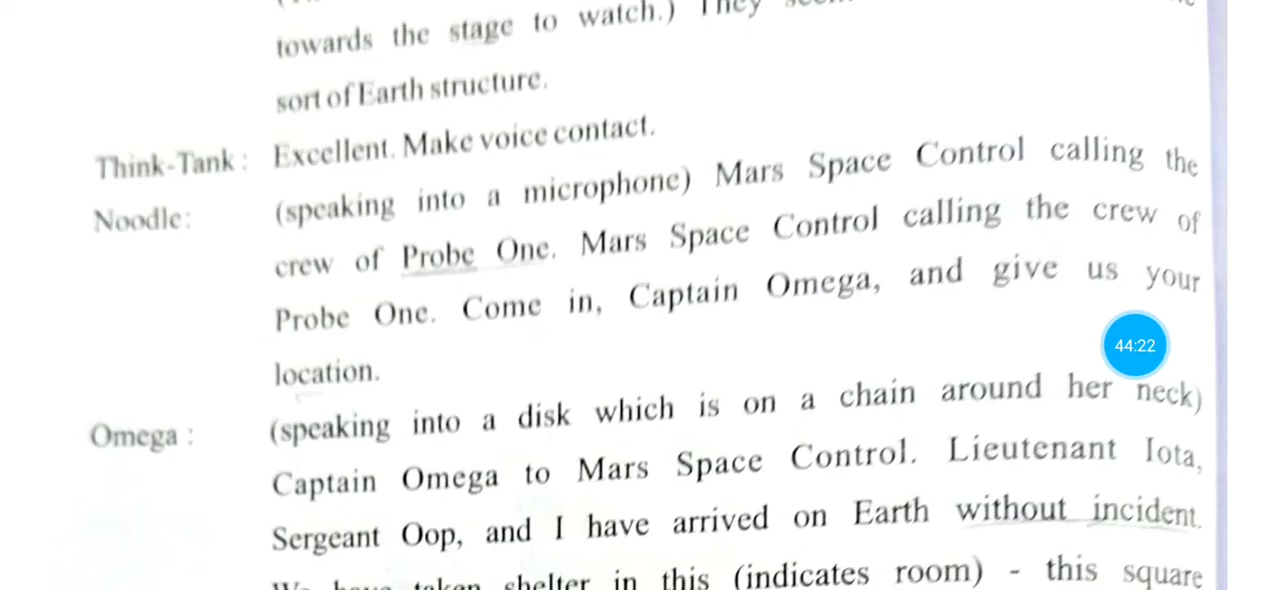 towards the stage to watch.) They
sort of Earth structure.
Think-Tank : Excellent. Make voice contact.
Noodle: (speaking into a microphone) Mars Space Control calling the
crew of Probe One. Mars Space Control calling the crew of
Probe One. Come in, Captain Omega, and give us your
location.
44:22
Omega : (speaking into a disk which is on a chain around her neck)
Captain Omega to Mars Space Control. Lieutenant Iota,
Sergeant Oop, and I have arrived on Earth without incident.
We have taken shelter in this (indicates room) - this square